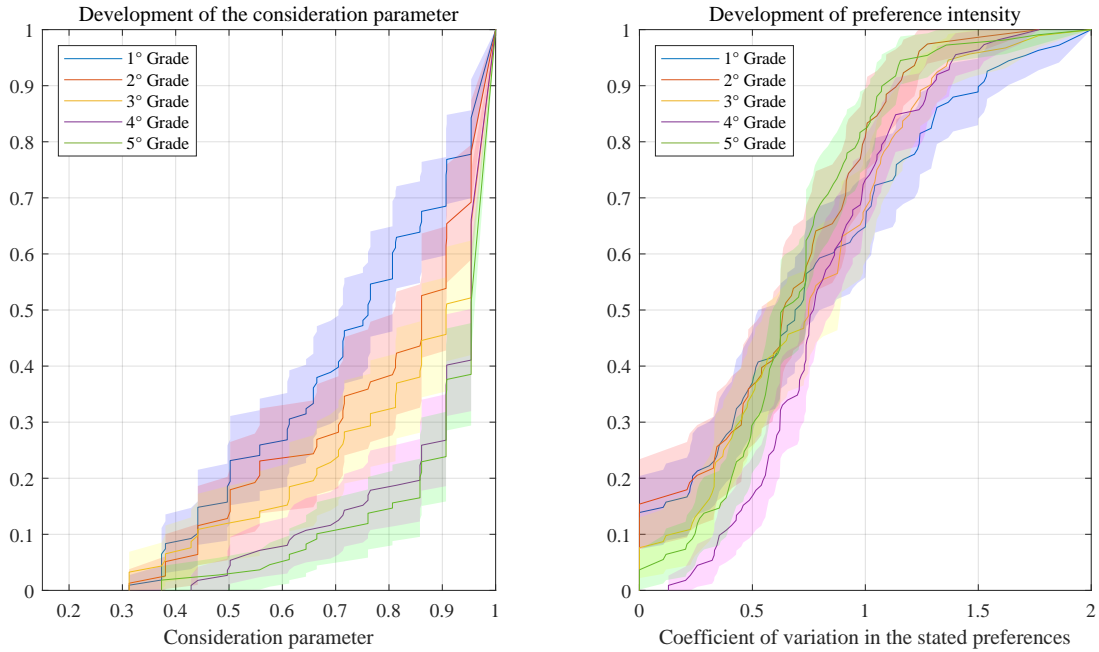 Development of the consideration parameter
1
0.9
0.8
0.7
0.6
0.5
0.4
0.3
0.2
0.1
0
1° Grade
2° Grade
3° Grade
4° Grade
5° Grade
0.2 0.3 0.4 0.5 0.6 0.7 0.8 0.9 1
Consideration parameter
Development of preference intensity
1
0.9
0.8
0.7
0.6
0.5
0.4
0.3
0.2
0.1
0
1° Grade
2° Grade
3° Grade
4° Grade
5° Grade
0 0.5 1 1.5 2
Coefficient of variation in the stated preferences